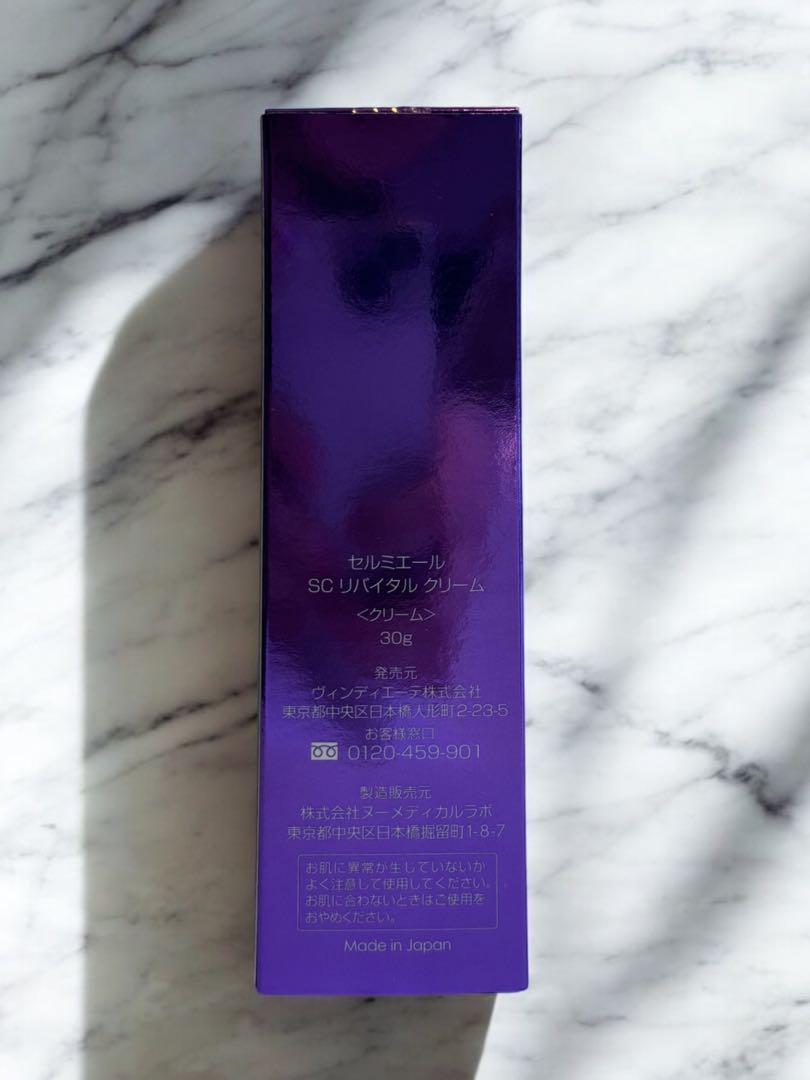 セルミエール
SC リバイタル クリーム
<クリーム>
30g
発売元
ヴィンディエーテ株式会社
東京都中央区日本橋人形町2-23-5
お客様窓口
0120-459-901
製造販売元
株式会社ヌーメディカルラボ
東京都中央区日本橋掘留町1-8-7
お肌に異常が生じていないか
よく注意して使用してください。
お肌に合わないときはご使用を
おやめください。
Made in Japan